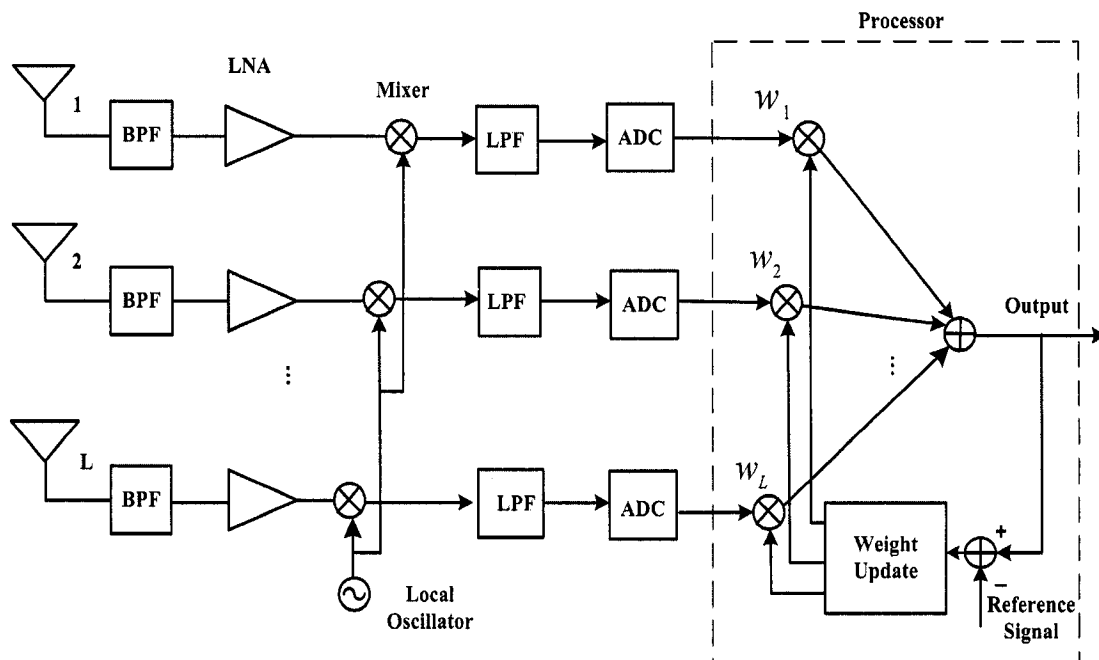 Processor
LNA
Mixer
1
BPF
LPF
ADC
W1
2
BPF
LPF
ADC
W2
Output
...
...
L
BPF
LPF
ADC
WL
Weight
Update
+
−
Local
Oscillator
Reference
Signal